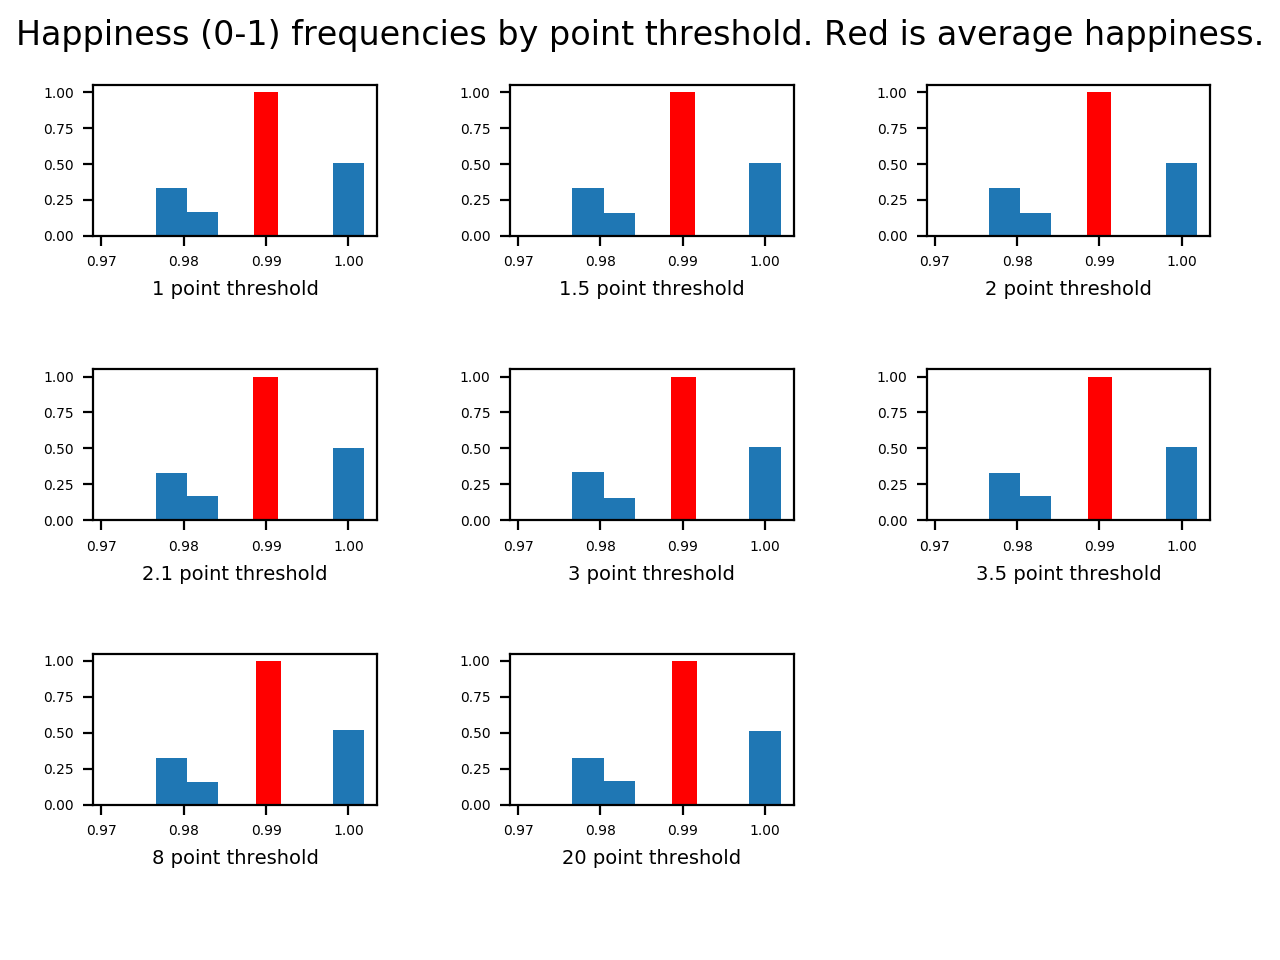 Happiness (0-1) frequencies by point threshold. Red is average happiness.
1.00 0.75 0.50 0.25 0.00
0.97 0.98 0.99 1.00
1 point threshold
1.00 0.75 0.50 0.25 0.00
0.97 0.98 0.99 1.00
1.5 point threshold
1.00 0.75 0.50 0.25 0.00
0.97 0.98 0.99 1.00
2 point threshold
1.00 0.75 0.50 0.25 0.00
0.97 0.98 0.99 1.00
2.1 point threshold
1.00 0.75 0.50 0.25 0.00
0.97 0.98 0.99 1.00
3 point threshold
1.00 0.75 0.50 0.25 0.00
0.97 0.98 0.99 1.00
3.5 point threshold
1.00 0.75 0.50 0.25 0.00
0.97 0.98 0.99 1.00
8 point threshold
1.00 0.75 0.50 0.25 0.00
0.97 0.98 0.99 1.00
20 point threshold